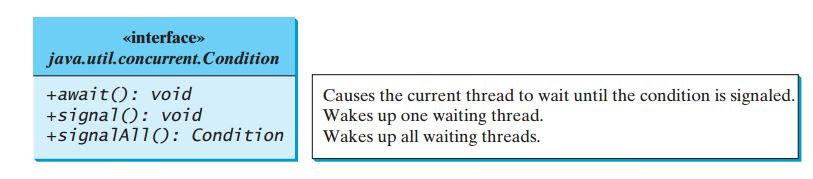 «interface»
java.util.concurrent.Condition
+await(): void
+signal(): void
+signalAll(): Condition
Causes the current thread to wait until the condition is signaled.
Wakes up one waiting thread.
Wakes up all waiting threads.